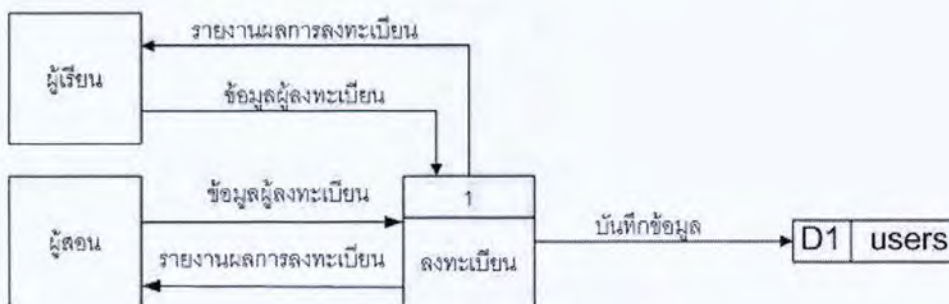 รายงานผลการลงทะเบียน
ผู้เรียน
ข้อมูลผู้ลงทะเบียน
ข้อมูลผู้ลงทะเบียน
1
ผู้สอน
บันทึกข้อมูล
D1 users
รายงานผลการลงทะเบียน
ลงทะเบียน